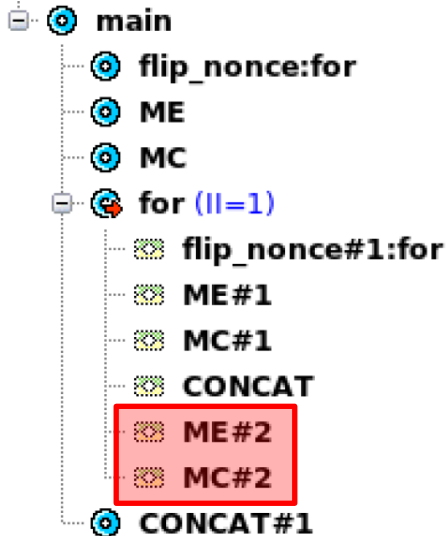 main
flip_nonce:for
ME
MC
for (II=1)
flip_nonce#1:for
ME#1
MC#1
CONCAT
ME#2
MC#2
CONCAT#1